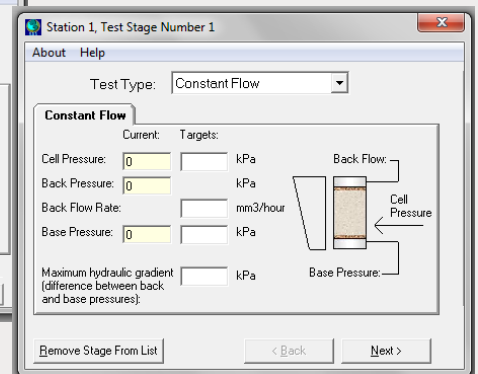 Station 1, Test Stage Number 1
About Help
Test Type: Constant Flow
Constant Flow
Current: Targets:
Cell Pressure: 0 kPa
Back Pressure: 0 kPa
Back Flow Rate: mm3/hour
Base Pressure: 0 kPa
Maximum hydraulic gradient
(difference between back
and base pressures): kPa
Back Flow:
Cell
Pressure
Base Pressure:
Remove Stage From List < Back Next >